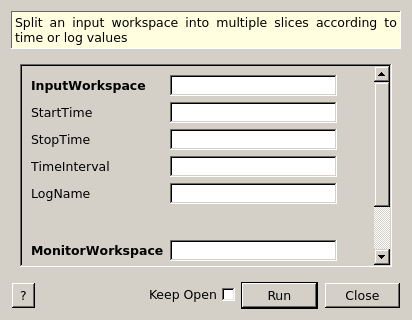 Split an input workspace into multiple slices according to
time or log values
InputWorkspace
StartTime
StopTime
TimeInterval
LogName
MonitorWorkspace
? Keep Open Run Close